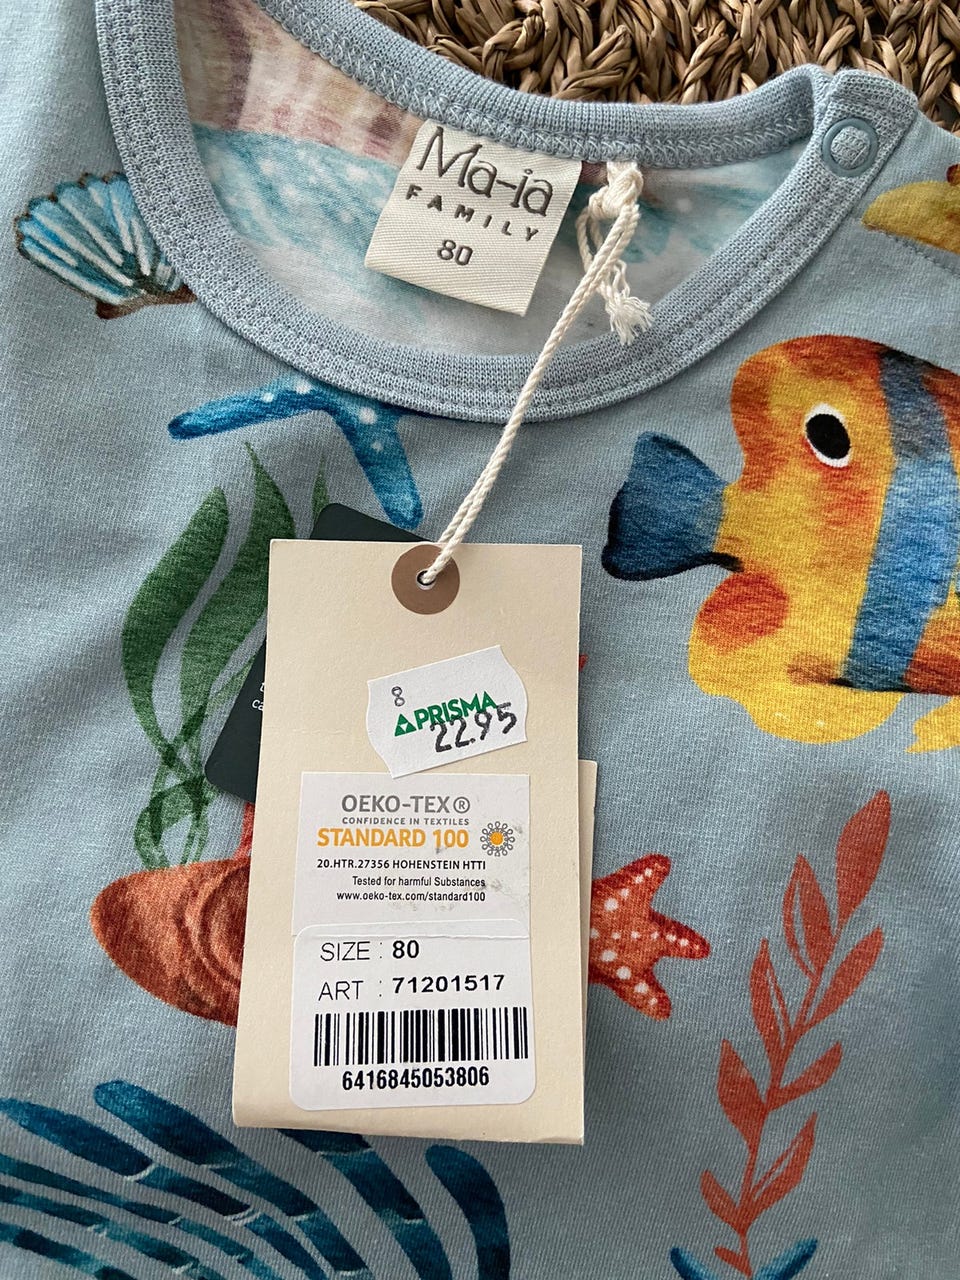 Ma-ia
FAMILY
80
8
PRISMA
22.95
OEKO-TEX®
CONFIDENCE IN TEXTILES
STANDARD 100
20.HTR.27356 HOHENSTEIN HTTI
Tested for harmful Substances
www.oeko-tex.com/standard100
SIZE : 80
ART : 71201517
6416845053806